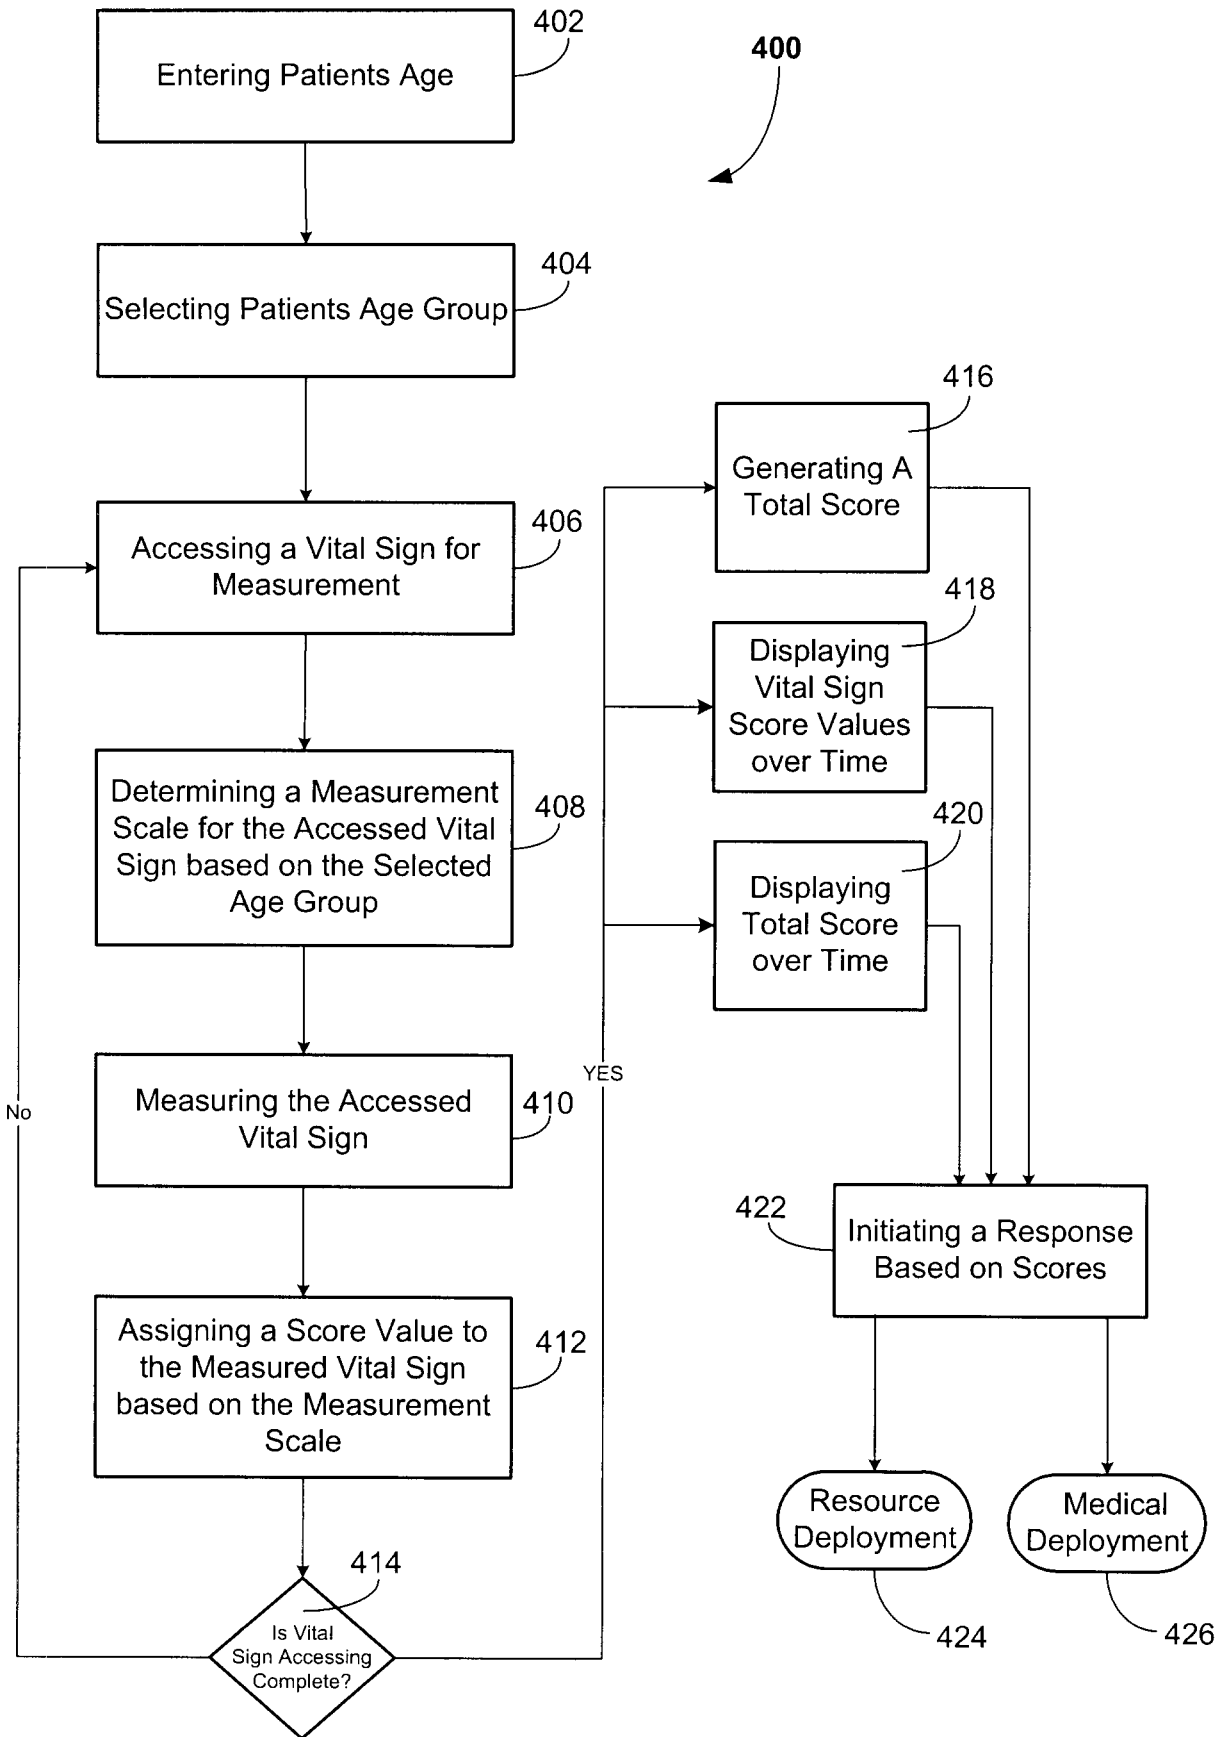 402
400
Entering Patients Age
404
Selecting Patients Age Group
416
Generating A
Total Score
406
Accessing a Vital Sign for
Measurement
418
Displaying
Vital Sign
Score Values
over Time
408
Determining a Measurement
Scale for the Accessed Vital
Sign based on the Selected
Age Group
420
Displaying
Total Score
over Time
YES
No
410
Measuring the Accessed
Vital Sign
422
Initiating a Response
Based on Scores
412
Assigning a Score Value to
the Measured Vital Sign
based on the Measurement
Scale
Resource
Deployment
Medical
Deployment
414
Is Vital
Sign Accessing
Complete?
424
426